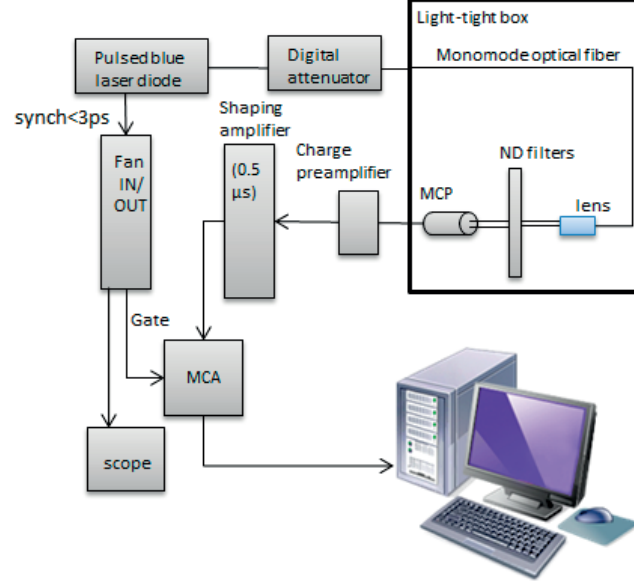 Light-tight box
Pulsed blue
laser diode
Digital
attenuator
Monomode optical fiber
synch<3ps
Shaping
amplifier
Fan
IN/
OUT
(0.5
µs)
Charge
preamplifier
ND filters
MCP
lens
Gate
MCA
scope